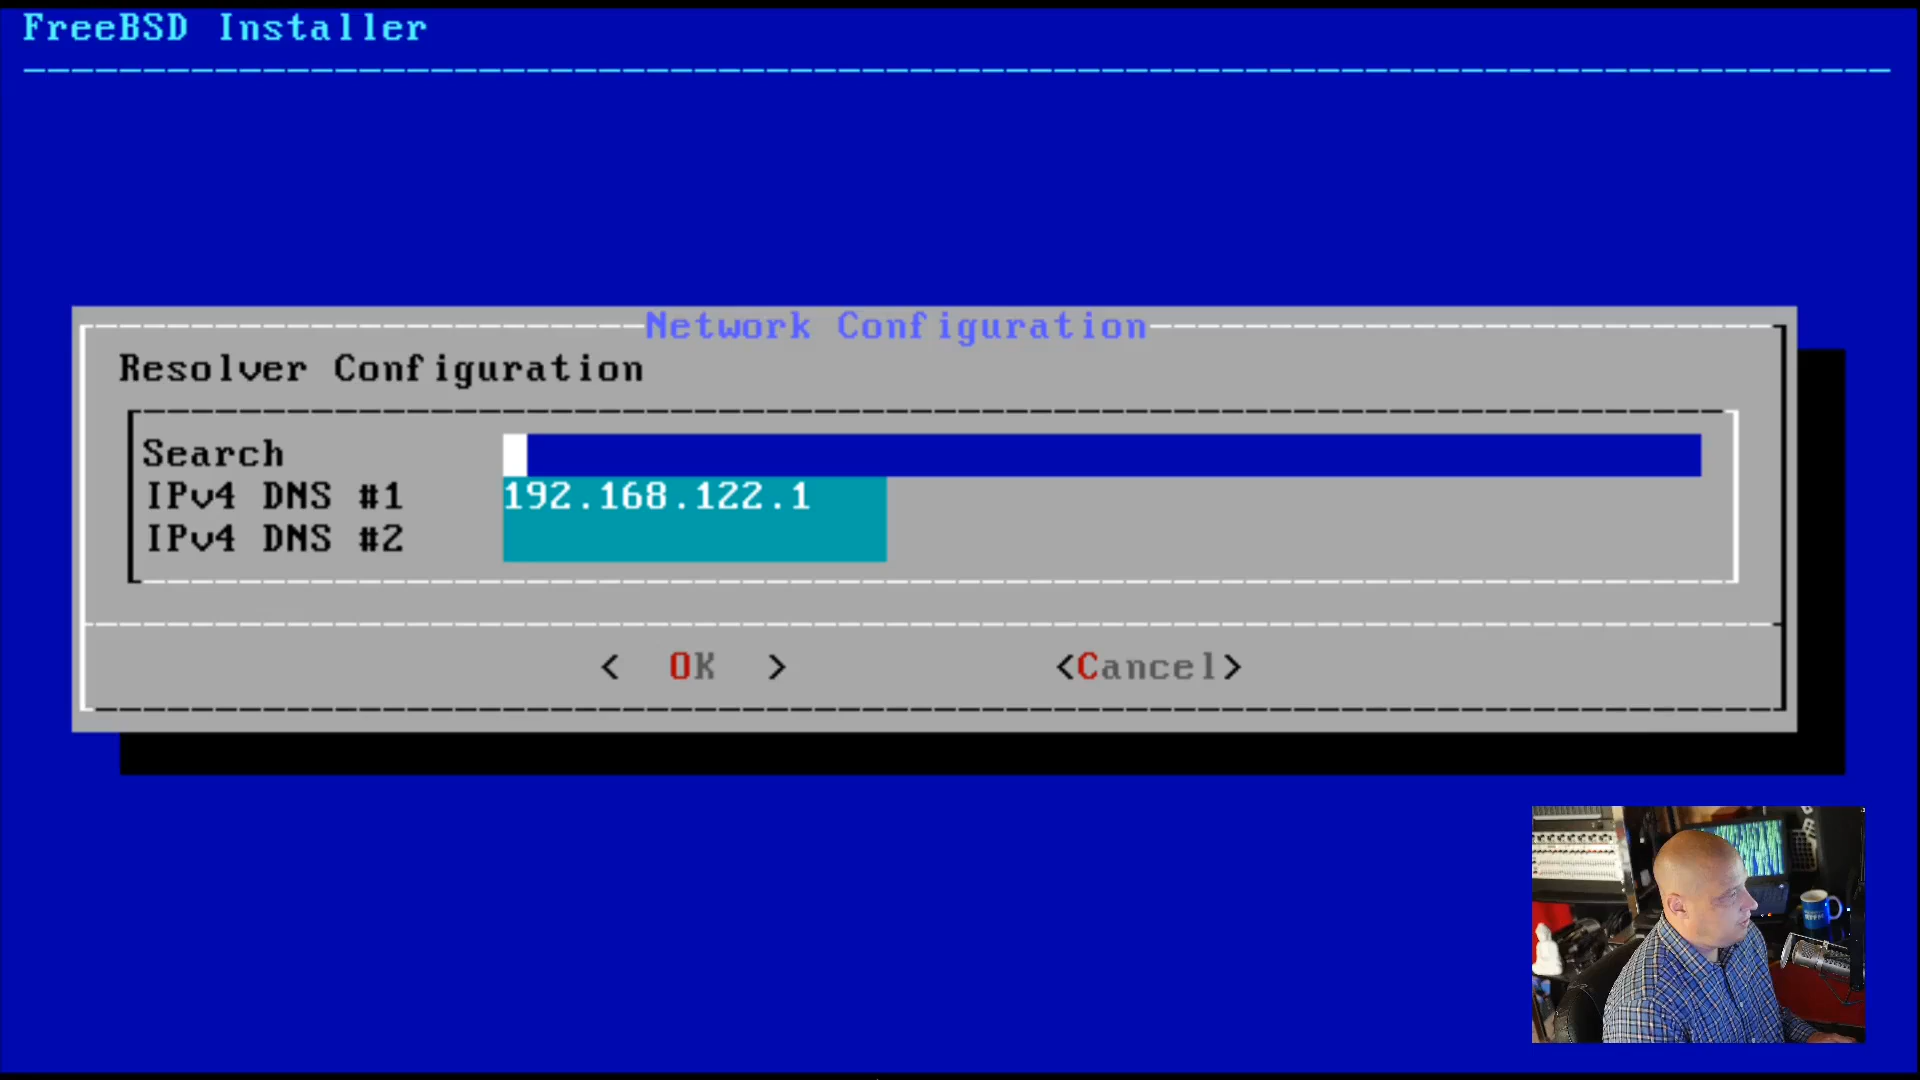 FreeBSD Installer
Network Configuration
Resolver Configuration
Search
IPv4 DNS #1 192.168.122.1
IPv4 DNS #2
< OK > <Cancel>